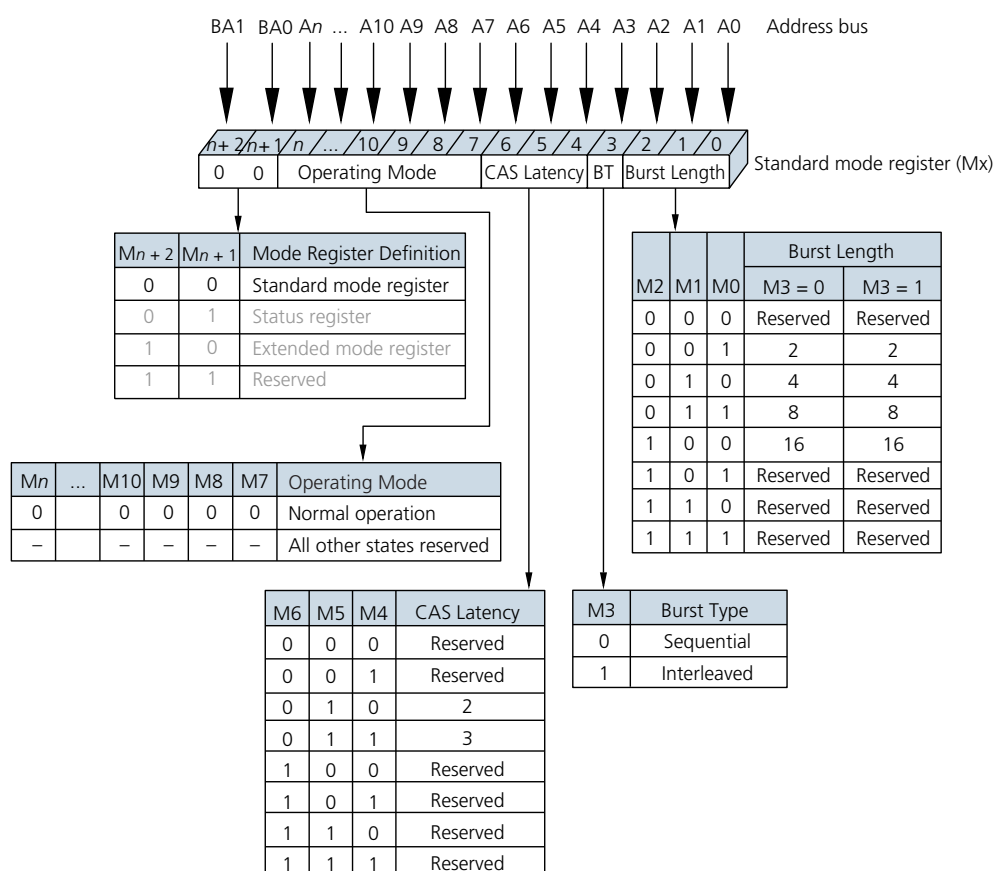 BA1 BA0 An ... A10 A9 A8 A7 A6 A5 A4 A3 A2 A1 A0 Address bus
n + 2 n + 1 n ... 10 9 8 7 6 5 4 3 2 1 0
Standard mode register (Mx)
0 0 Operating Mode CAS Latency BT Burst Length
Mn + 2 Mn + 1 Mode Register Definition
0 0 Standard mode register
0 1 Status register
1 0 Extended mode register
1 1 Reserved
Burst Length
M2 M1 M0 M3 = 0 M3 = 1
0 0 0 Reserved Reserved
0 0 1 2 2
0 1 0 4 4
0 1 1 8 8
1 0 0 16 16
1 0 1 Reserved Reserved
1 1 0 Reserved Reserved
1 1 1 Reserved Reserved
Mn ... M10 M9 M8 M7 Operating Mode
0 0 0 0 0 Normal operation
– – – – – All other states reserved
M6 M5 M4 CAS Latency
0 0 0 Reserved
0 0 1 Reserved
0 1 0 2
0 1 1 3
1 0 0 Reserved
1 0 1 Reserved
1 1 0 Reserved
1 1 1 Reserved
M3 Burst Type
0 Sequential
1 Interleaved